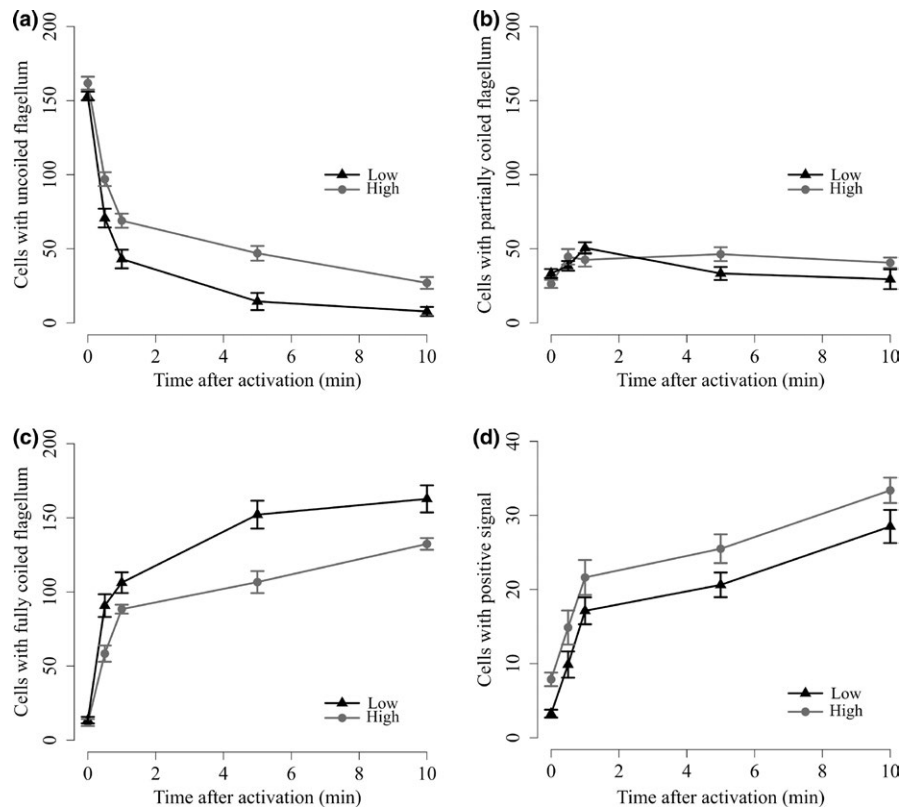 (a)
Cells with uncoiled flagellum
200
150
100
50
0
Low
High
0 2 4 6 8 10
Time after activation (min)
(b)
Cells with partially coiled flagellum
200
150
100
50
0
Low
High
0 2 4 6 8 10
Time after activation (min)
(c)
Cells with fully coiled flagellum
200
150
100
50
0
Low
High
0 2 4 6 8 10
Time after activation (min)
(d)
Cells with positive signal
40
30
20
10
0
Low
High
0 2 4 6 8 10
Time after activation (min)